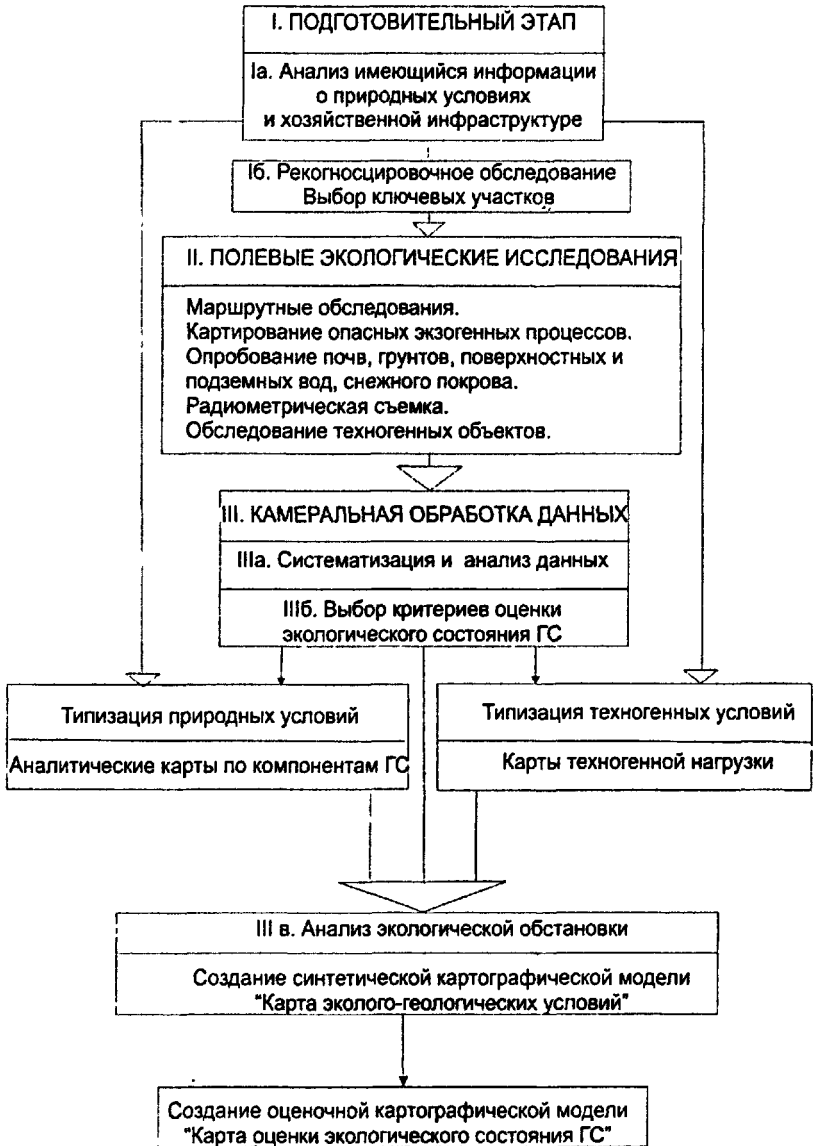 I. ПОДГОТОВИТЕЛЬНЫЙ ЭТАП
Iа. Анализ имеющийся информации
о природных условиях
и хозяйственной инфраструктуре
Iб. Рекогносцировочное обследование
Выбор ключевых участков
II. ПОЛЕВЫЕ ЭКОЛОГИЧЕСКИЕ ИССЛЕДОВАНИЯ
Маршрутные обследования.
Картирование опасных экзогенных процессов.
Опробование почв, грунтов, поверхностных и
подземных вод, снежного покрова.
Радиометрическая съемка.
Обследование техногенных объектов.
III. КАМЕРАЛЬНАЯ ОБРАБОТКА ДАННЫХ
IIIа. Систематизация и анализ данных
IIIб. Выбор критериев оценки
экологического состояния ГС
Типизация природных условий
Аналитические карты по компонентам ГС
Типизация техногенных условий
Карты техногенной нагрузки
III в. Анализ экологической обстановки
Создание синтетической картографической модели
"Карта эколого-геологических условий"
Создание оценочной картографической модели
"Карта оценки экологического состояния ГС"